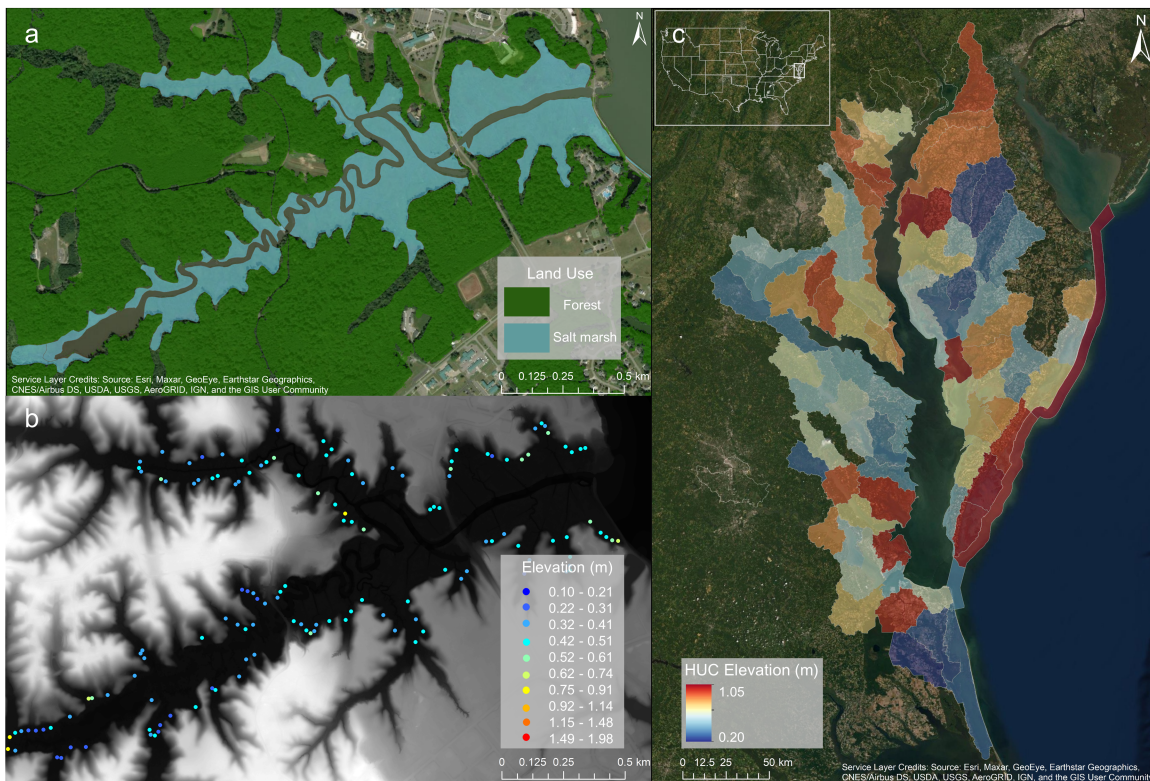 a
N
Land Use
Forest
Salt marsh
Service Layer Credits: Source: Esri, Maxar, GeoEye, Earthstar Geographics,
CNES/Airbus DS, USDA, USGS, AeroGRID, IGN, and the GIS User Community
0 0.125 0.25 0.5 km
b
Elevation (m)
0.10 - 0.21
0.22 - 0.31
0.32 - 0.41
0.42 - 0.51
0.52 - 0.61
0.62 - 0.74
0.75 - 0.91
0.92 - 1.14
1.15 - 1.48
1.49 - 1.98
0 0.125 0.25 0.5 km
c
N
HUC Elevation (m)
1.05
0.20
0 12.5 25 50 km
Service Layer Credits: Source: Esri, Maxar, GeoEye, Earthstar Geographics,
CNES/Airbus DS, USDA, USGS, AeroGRID, IGN, and the GIS User Community